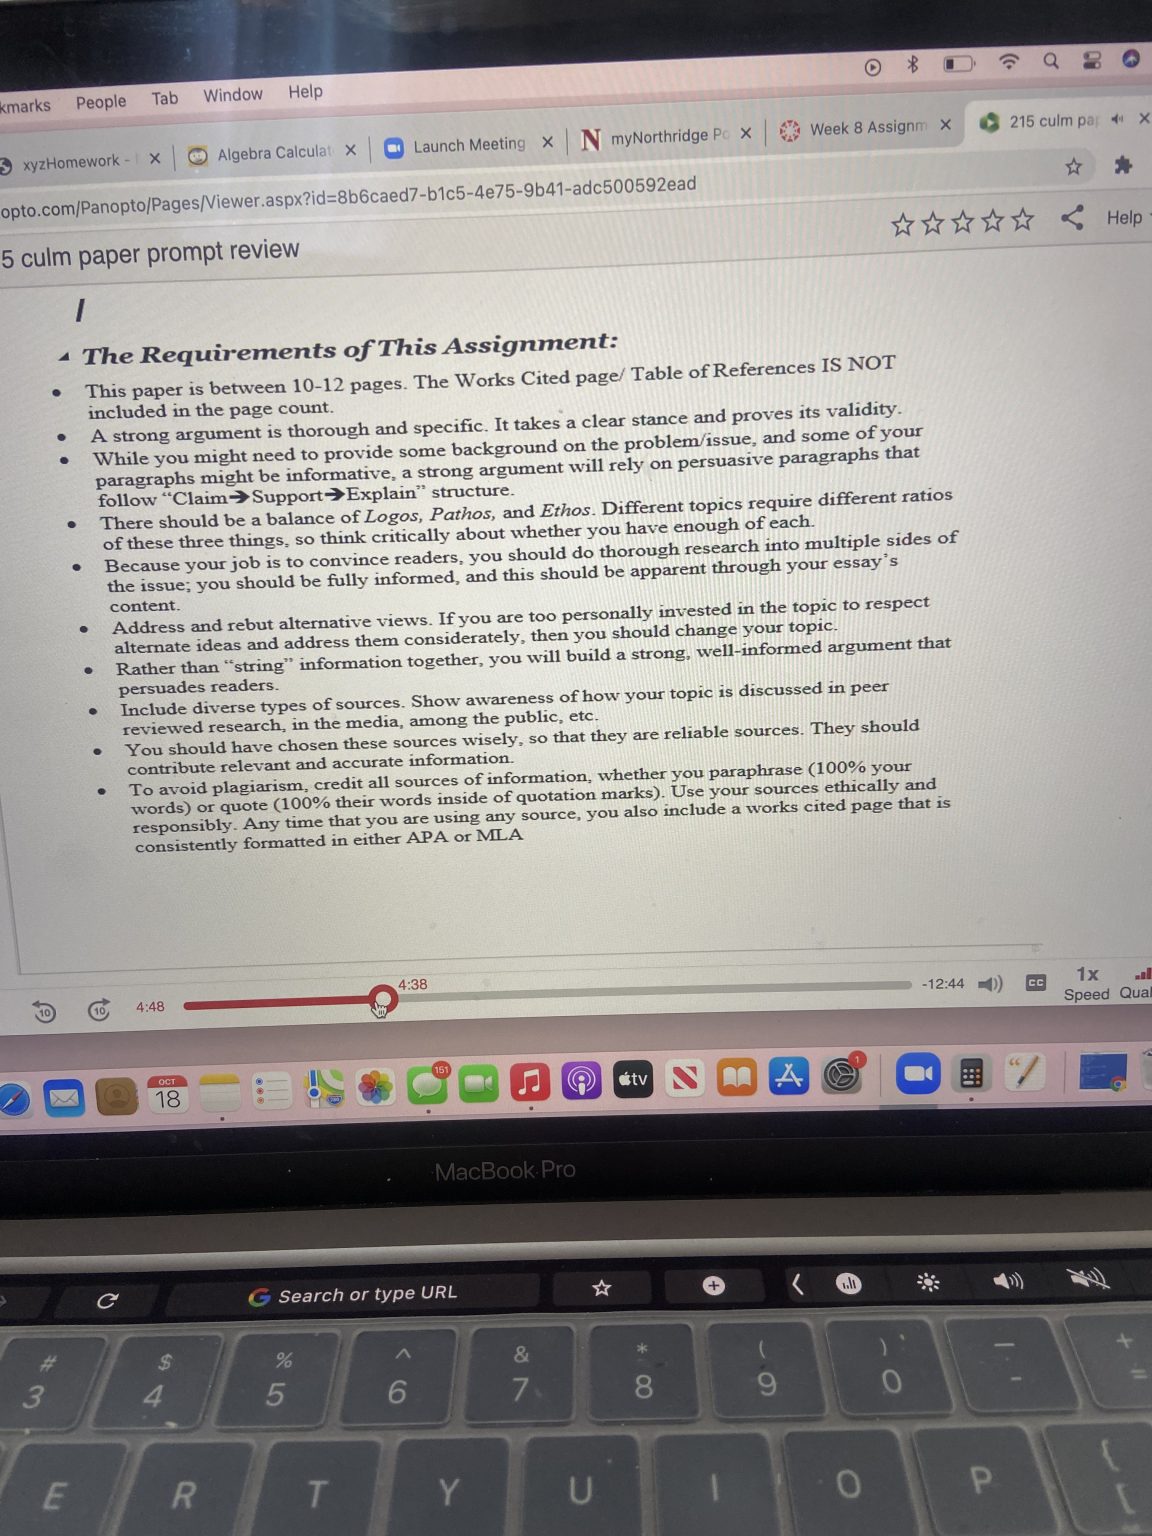 kmarks People Tab Window Help
xyzHomework - Algebra Calculat Launch Meeting myNorthridge Po Week 8 Assignm 215 culm pap
opto.com/Panopto/Pages/Viewer.aspx?id=8b6caed7-b1c5-4e75-9b41-adc500592ead
5 culm paper prompt review Help
The Requirements of This Assignment:
• This paper is between 10-12 pages. The Works Cited page/ Table of References IS NOT
included in the page count.
• A strong argument is thorough and specific. It takes a clear stance and proves its validity.
• While you might need to provide some background on the problem/issue, and some of your
paragraphs might be informative, a strong argument will rely on persuasive paragraphs that
follow “Claim➔Support➔Explain” structure.
• There should be a balance of Logos, Pathos, and Ethos. Different topics require different ratios
of these three things, so think critically about whether you have enough of each.
• Because your job is to convince readers, you should do thorough research into multiple sides of
the issue; you should be fully informed, and this should be apparent through your essay’s
content.
• Address and rebut alternative views. If you are too personally invested in the topic to respect
alternate ideas and address them considerately, then you should change your topic.
• Rather than “string” information together, you will build a strong, well-informed argument that
persuades readers.
• Include diverse types of sources. Show awareness of how your topic is discussed in peer
reviewed research, in the media, among the public, etc.
• You should have chosen these sources wisely, so that they are reliable sources. They should
contribute relevant and accurate information.
• To avoid plagiarism, credit all sources of information, whether you paraphrase (100% your
words) or quote (100% their words inside of quotation marks). Use your sources ethically and
responsibly. Any time that you are using any source, you also include a works cited page that is
consistently formatted in either APA or MLA
10 10 4:48 4:38 -12:44 CC 1x
Speed Qual
OCT
18
151
tv
1
MacBook Pro
Search or type URL
# $ % ^ & * ( ) — +
3 4 5 6 7 8 9 0 - =
E R T Y U I O P { [